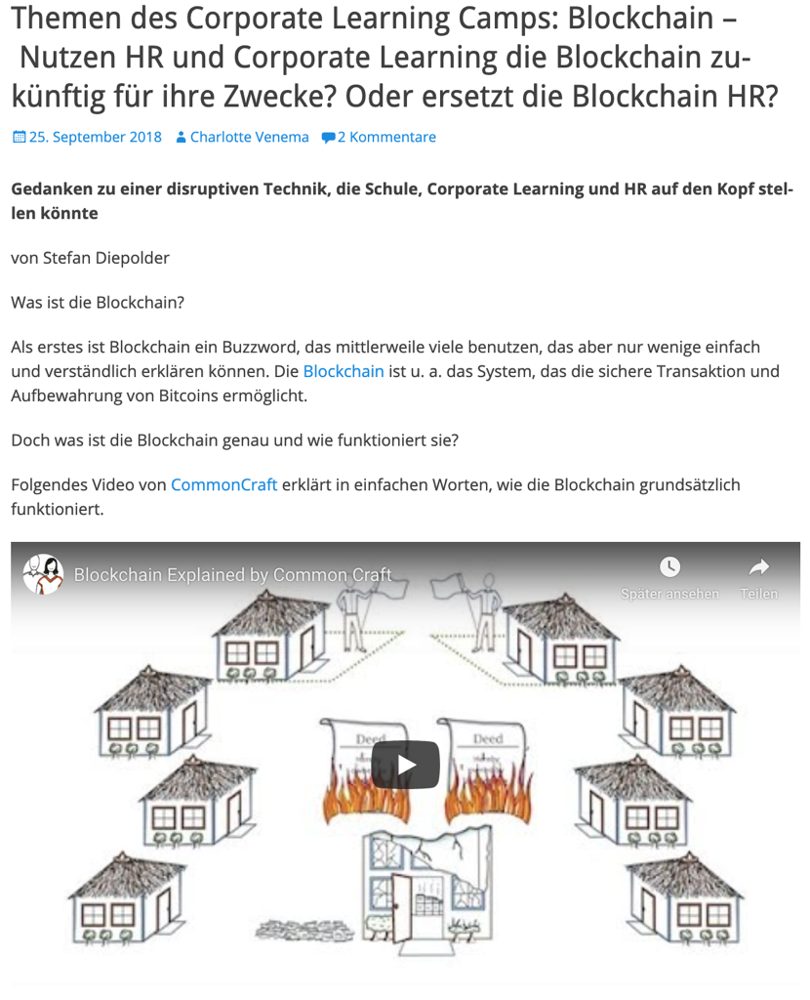 Themen des Corporate Learning Camps: Blockchain –
Nutzen HR und Corporate Learning die Blockchain zu-
künftig für ihre Zwecke? Oder ersetzt die Blockchain HR?
25. September 2018 Charlotte Venema 2 Kommentare
Gedanken zu einer disruptiven Technik, die Schule, Corporate Learning und HR auf den Kopf stel-
len könnte
von Stefan Diepolder
Was ist die Blockchain?
Als erstes ist Blockchain ein Buzzword, das mittlerweile viele benutzen, das aber nur wenige einfach
und verständlich erklären können. Die Blockchain ist u. a. das System, das die sichere Transaktion und
Aufbewahrung von Bitcoins ermöglicht.
Doch was ist die Blockchain genau und wie funktioniert sie?
Folgendes Video von CommonCraft erklärt in einfachen Worten, wie die Blockchain grundsätzlich
funktioniert.
Blockchain Explained by Common Craft
Später ansehen Teilen
Deed Deed